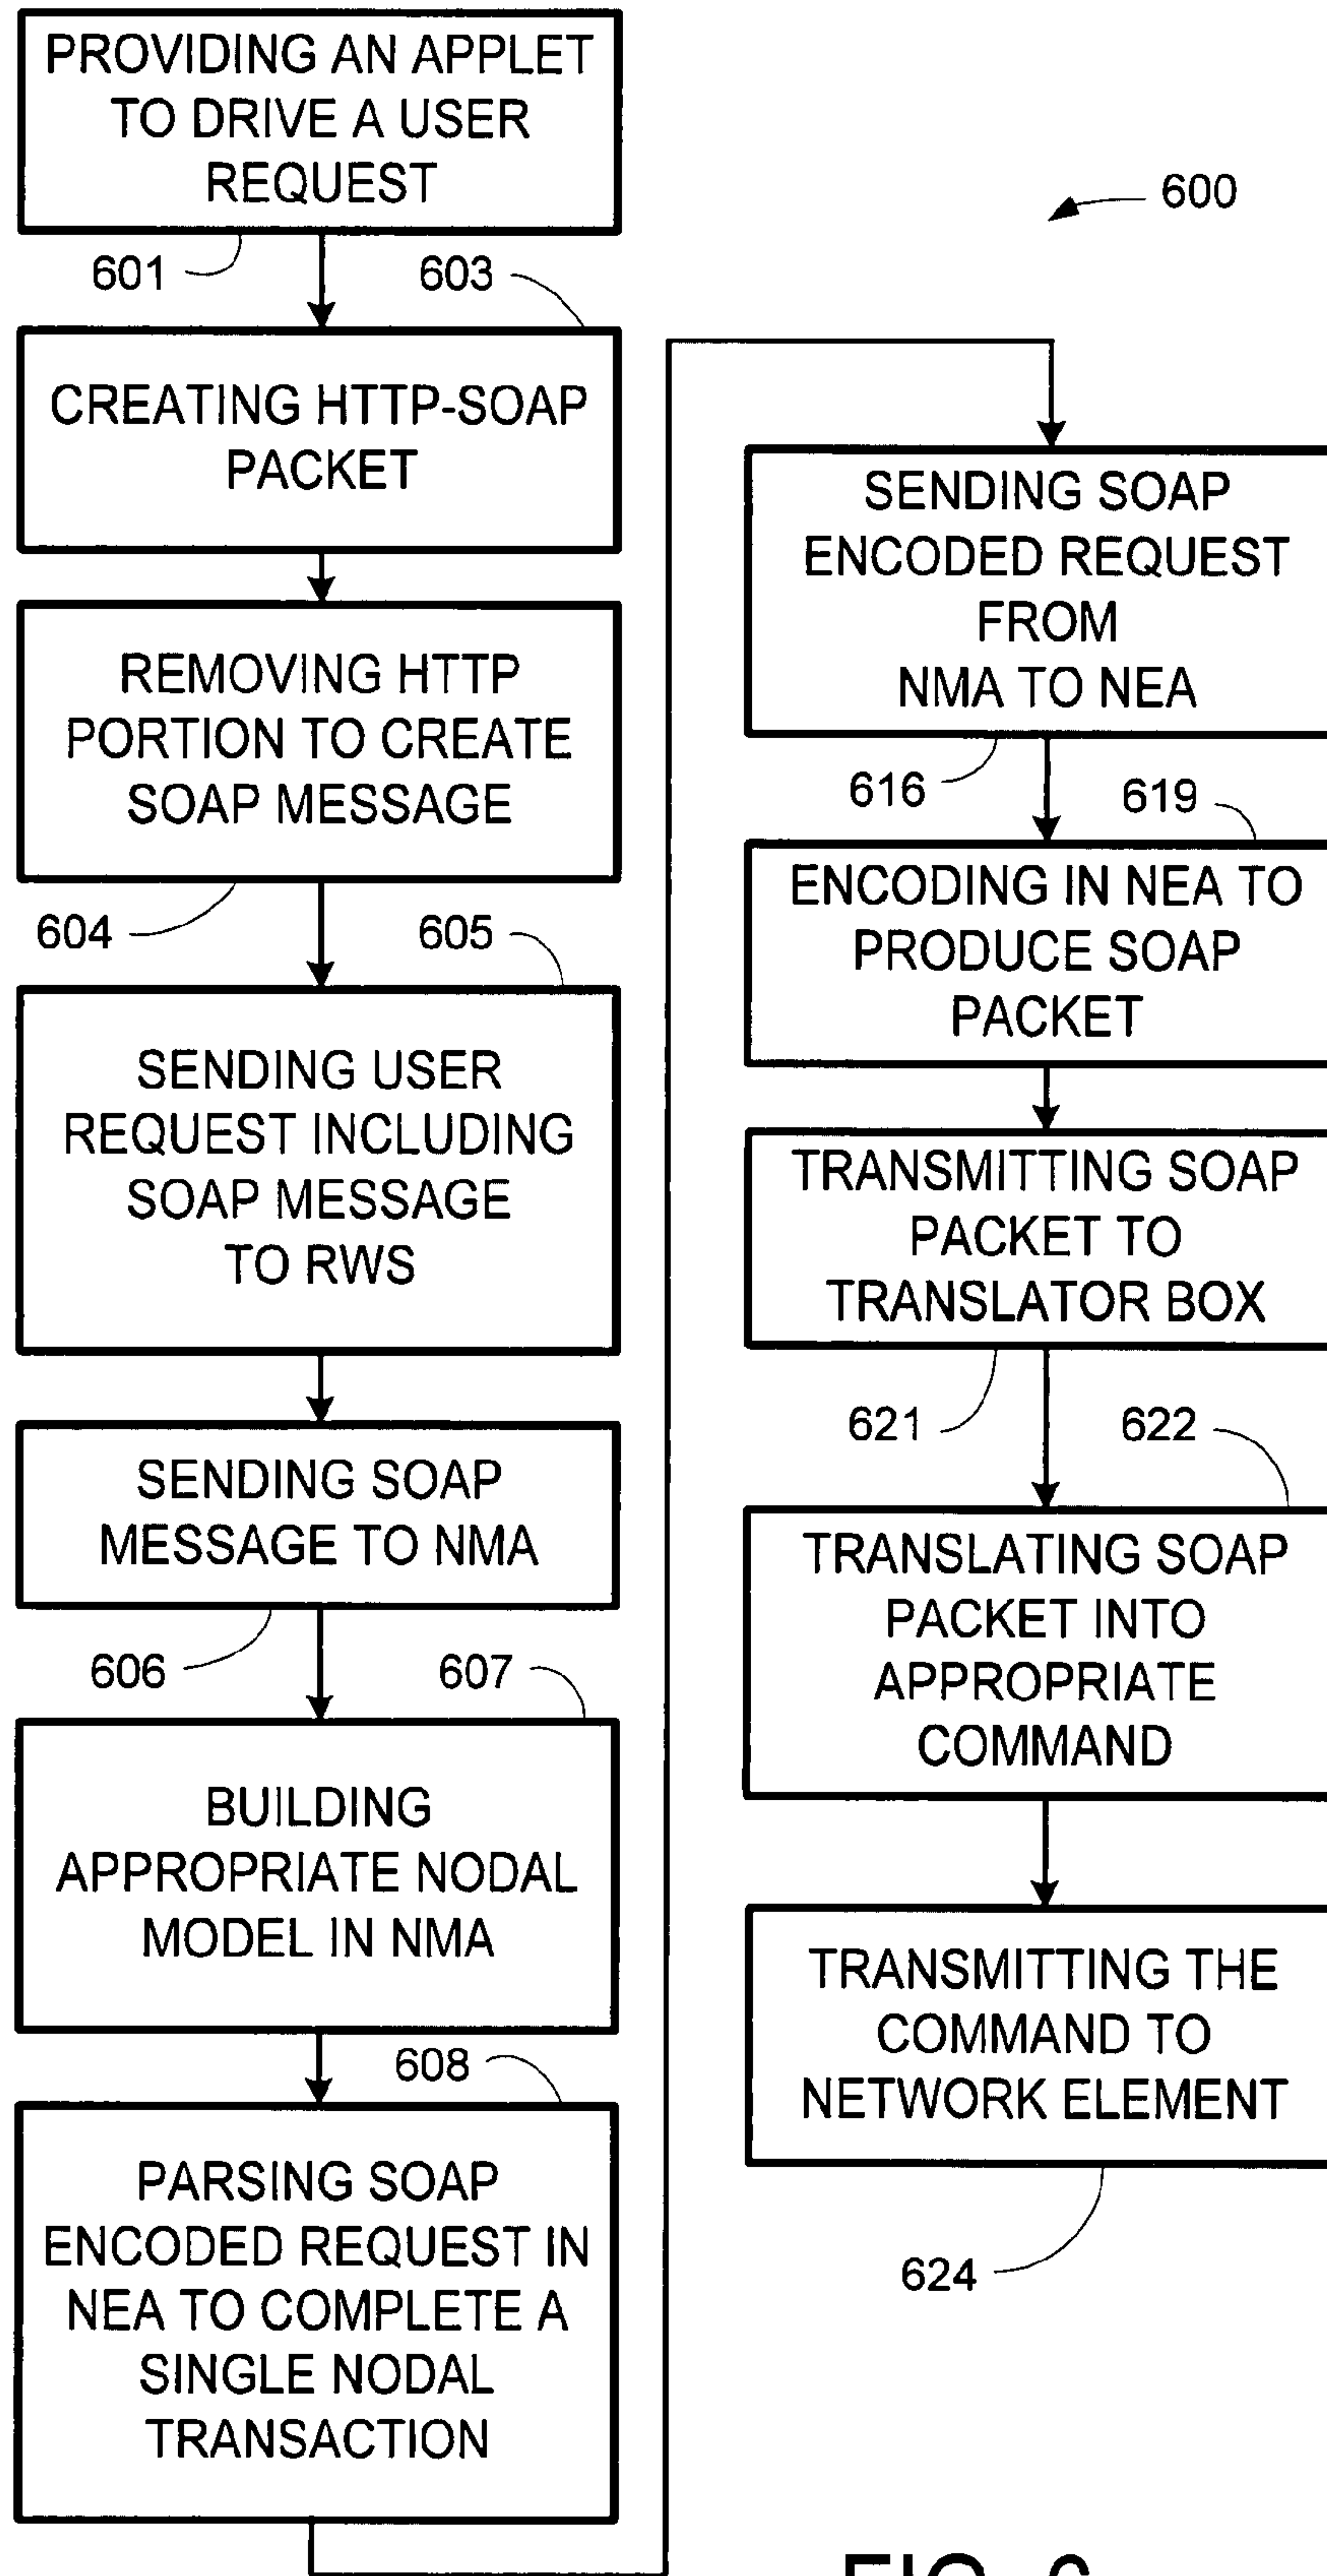 PROVIDING AN APPLET
TO DRIVE A USER
REQUEST
601
603
CREATING HTTP-SOAP
PACKET
REMOVING HTTP
PORTION TO CREATE
SOAP MESSAGE
604
605
SENDING USER
REQUEST INCLUDING
SOAP MESSAGE
TO RWS
SENDING SOAP
MESSAGE TO NMA
606
607
BUILDING
APPROPRIATE NODAL
MODEL IN NMA
608
PARSING SOAP
ENCODED REQUEST IN
NEA TO COMPLETE A
SINGLE NODAL
TRANSACTION
600
SENDING SOAP
ENCODED REQUEST
FROM
NMA TO NEA
616
619
ENCODING IN NEA TO
PRODUCE SOAP
PACKET
TRANSMITTING SOAP
PACKET TO
TRANSLATOR BOX
621
622
TRANSLATING SOAP
PACKET INTO
APPROPRIATE
COMMAND
TRANSMITTING THE
COMMAND TO
NETWORK ELEMENT
624
FIG. 6